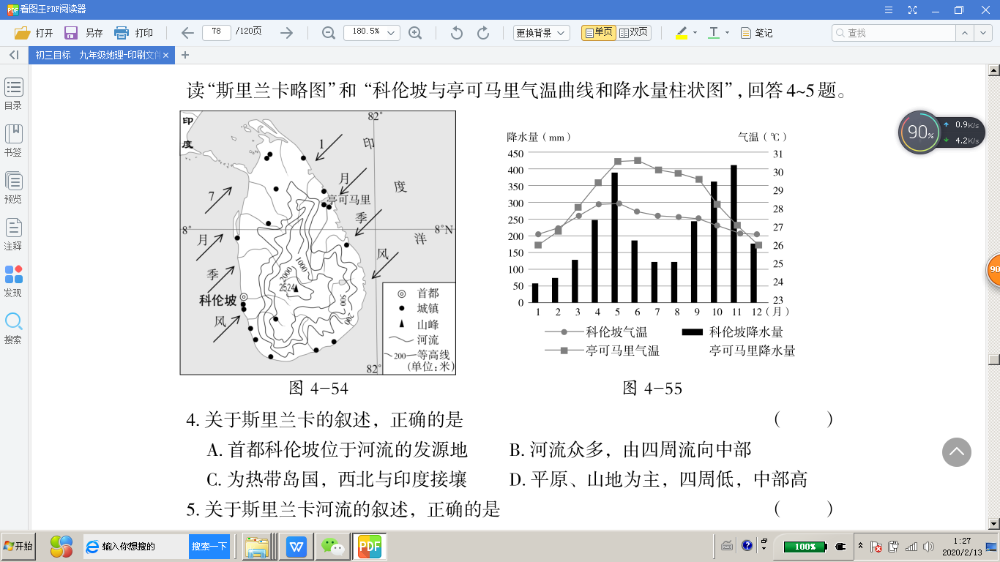 看图王PDF阅读器
打开 另存 打印 78 /120页 180.5% 更换背景 单页 双页 T 笔记 查找
初三目标 九年级地理-印刷文件
目录
书签
预览
注释
发现
搜索
90%
0.9K/s
4.2K/s
90
读“斯里兰卡略图”和“科伦坡与亭可马里气温曲线和降水量柱状图”,回答4~5题。
印度
82°
1月季风
印度洋
7月季风
亭可马里
8°
8°N
科伦坡
1000
2000
2524
500
200
82°
首都
城镇
山峰
河流
—200—等高线
(单位:米)
图 4-54
降水量(mm) 气温(℃)
450 31
400 30
350 29
300 28
250 27
200 26
150 25
100 24
50 23
0
1 2 3 4 5 6 7 8 9 10 11 12(月)
科伦坡气温 科伦坡降水量
亭可马里气温 亭可马里降水量
图 4-55
4. 关于斯里兰卡的叙述,正确的是 ( )
A. 首都科伦坡位于河流的发源地 B. 河流众多,由四周流向中部
C. 为热带岛国,西北与印度接壤 D. 平原、山地为主,四周低,中部高
5. 关于斯里兰卡河流的叙述,正确的是 ( )
开始 输入你想搜的 搜索一下 W PDF 100% 1:27
2020/2/13